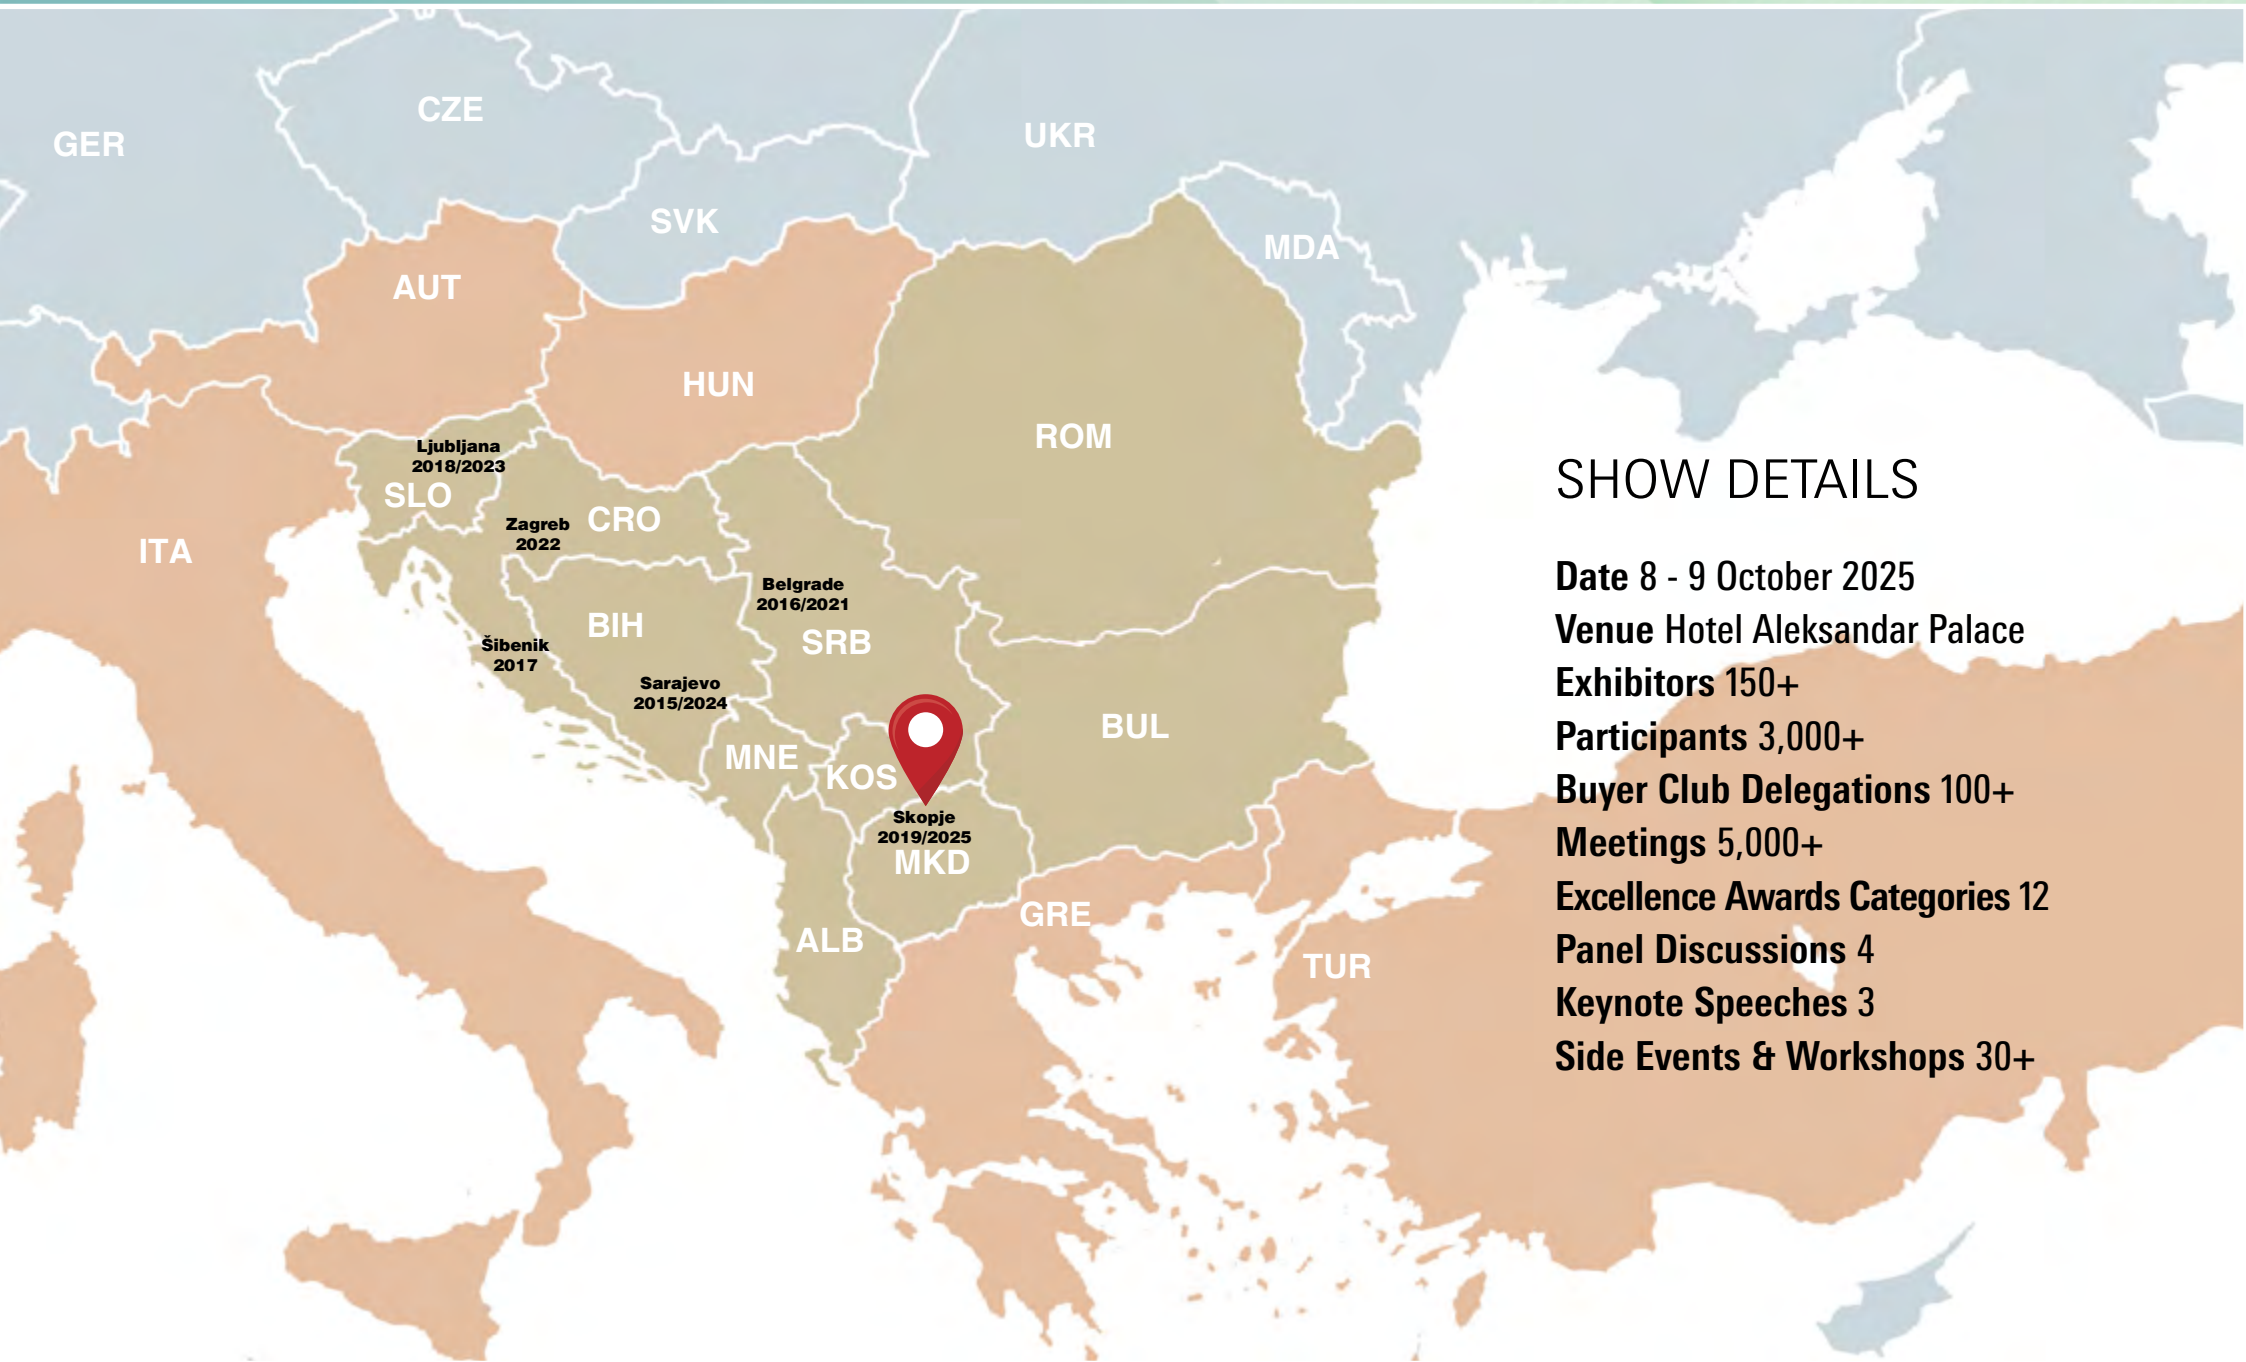 CZE
UKR
GER
SVK
MDA
AUT
HUN
ROM
Ljubljana
2018/2023
SLO
CRO
Zagreb
2022
ITA
Belgrade
2016/2021
BIH
SRB
Šibenik
2017
Sarajevo
2015/2024
BUL
MNE
KOS
Skopje
2019/2025
MKD
GRE
ALB
TUR
SHOW DETAILS
Date 8 - 9 October 2025
Venue Hotel Aleksandar Palace
Exhibitors 150+
Participants 3,000+
Buyer Club Delegations 100+
Meetings 5,000+
Excellence Awards Categories 12
Panel Discussions 4
Keynote Speeches 3
Side Events & Workshops 30+